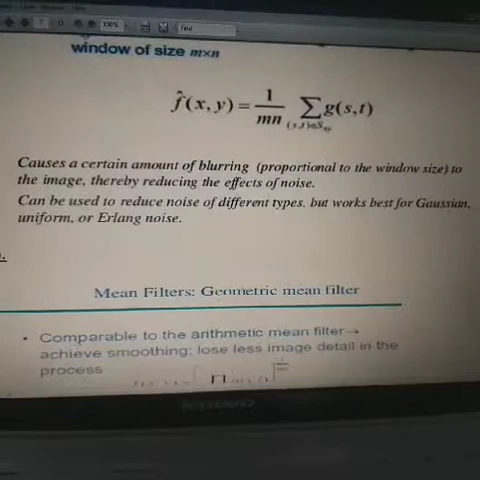 100%
Find
window of size m×n
f̂(x, y) = 1/mn Σ g(s,t)
(s,t)∈Sxy
Causes a certain amount of blurring (proportional to the window size) to
the image, thereby reducing the effects of noise.
Can be used to reduce noise of different types, but works best for Gaussian,
uniform, or Erlang noise.
Mean Filters: Geometric mean filter
• Comparable to the arithmetic mean filter→
achieve smoothing; lose less image detail in the
process
lenovo